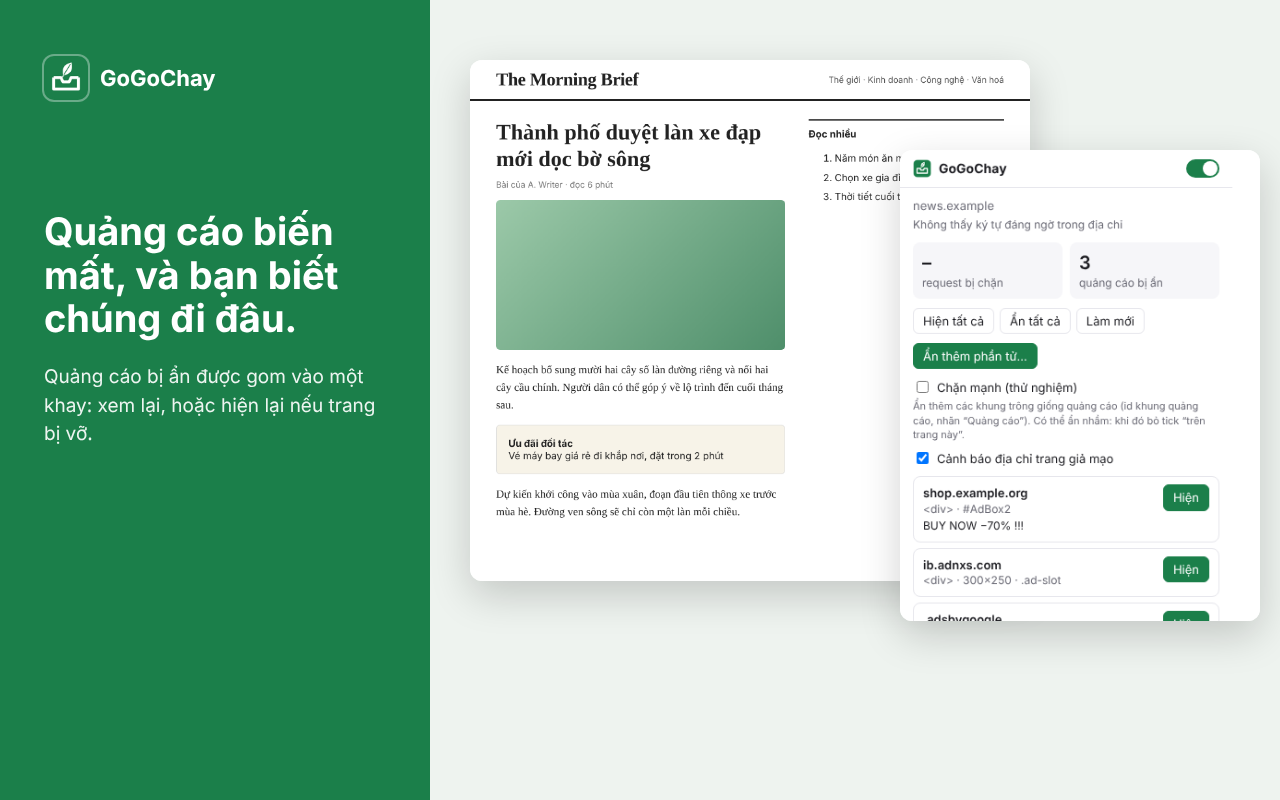 GoGoChay
Quảng cáo biến
mất, và bạn biết
chúng đi đâu.
Quảng cáo bị ẩn được gom vào một
khay: xem lại, hoặc hiện lại nếu trang
bị vỡ.
The Morning Brief
Thế giới · Kinh doanh · Công nghệ · Văn hoá
Thành phố duyệt làn xe đạp
mới dọc bờ sông
Bài của A. Writer · đọc 6 phút
Kế hoạch bổ sung mười hai cây số làn đường riêng và nối hai
cây cầu chính. Người dân có thể góp ý về lộ trình đến cuối tháng
sau.
Ưu đãi đối tác
Vé máy bay giá rẻ đi khắp nơi, đặt trong 2 phút
Dự kiến khởi công vào mùa xuân, đoạn đầu tiên thông xe trước
mùa hè. Đường ven sông sẽ chỉ còn một làn mỗi chiều.
Đọc nhiều
1. Năm món ăn
2. Chọn xe gia
3. Thời tiết cuối
GoGoChay
news.example
Không thấy ký tự đáng ngờ trong địa chỉ
–
request bị chặn
3
quảng cáo bị ẩn
Hiện tất cả
Ẩn tất cả
Làm mới
Ẩn thêm phần tử...
Chặn mạnh (thử nghiệm)
Ẩn thêm các khung trông giống quảng cáo (id khung quảng
cáo, nhãn “Quảng cáo”). Có thể ẩn nhầm: khi đó bỏ tick “trên
trang này”.
Cảnh báo địa chỉ trang giả mạo
shop.example.org
<div> · #AdBox2
BUY NOW −70% !!!
Hiện
ib.adnxs.com
<div> · 300×250 · .ad-slot
Hiện
.adsbygoogle